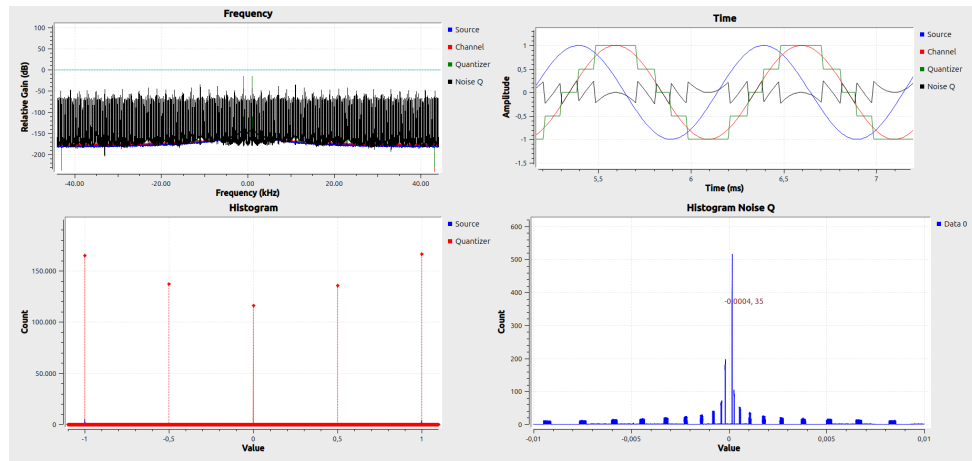 Frequency
Relative Gain (dB)
100
50
0
-50
-100
-150
-200
-40.00
-20.00
0.00
20.00
40.00
Frequency (kHz)
Source
Channel
Quantizer
Noise Q
Time
Amplitude
1
0,5
0
-0,5
-1
-1,5
5,5
6
6,5
7
Time (ms)
Source
Channel
Quantizer
Noise Q
Histogram
Count
150.000
100.000
50.000
0
-1
-0,5
0
0,5
1
Value
Source
Quantizer
Histogram Noise Q
Count
600
500
400
300
200
100
0
-0.0004, 35
-0,01
-0,005
0
0,005
0,01
Value
Data 0